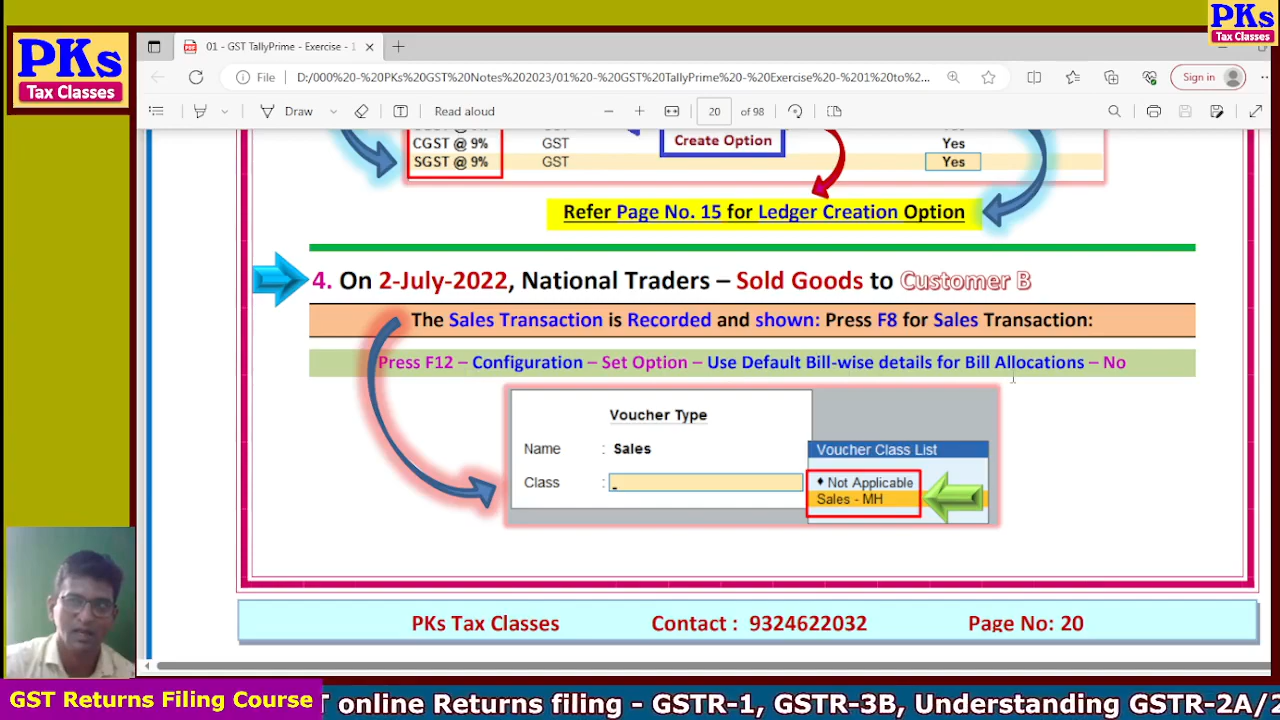 PKs
Tax Classes
PKs
Tax Classes
01 - GST TallyPrime - Exercise - 1
File
D:/000%20-%20PKs%20GST%20Notes%202023/01%20-%20GST%20TallyPrime%20-%20Exercise%20-%201%20to%2...
Sign in
Draw
Read aloud
20
of 98
CGST @ 9% GST Yes
SGST @ 9% GST Yes
Create Option
Refer Page No. 15 for Ledger Creation Option
4. On 2-July-2022, National Traders – Sold Goods to Customer B
The Sales Transaction is Recorded and shown: Press F8 for Sales Transaction:
Press F12 – Configuration – Set Option – Use Default Bill-wise details for Bill Allocations – No
Voucher Type
Name : Sales
Class :
Voucher Class List
♦ Not Applicable
Sales - MH
PKs Tax Classes Contact : 9324622032 Page No: 20
GST Returns Filing Course
T online Returns filing - GSTR-1, GSTR-3B, Understanding GSTR-2A/2